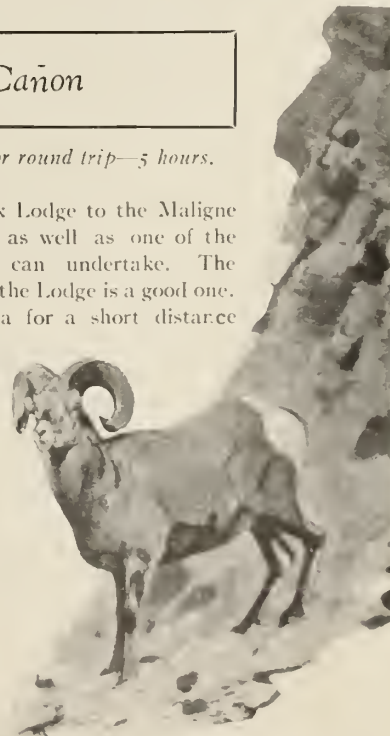 Cañon
r round trip—5 hours.
k Lodge to the Maligne
as well as one of the
can undertake. The
the Lodge is a good one.
a for a short distance